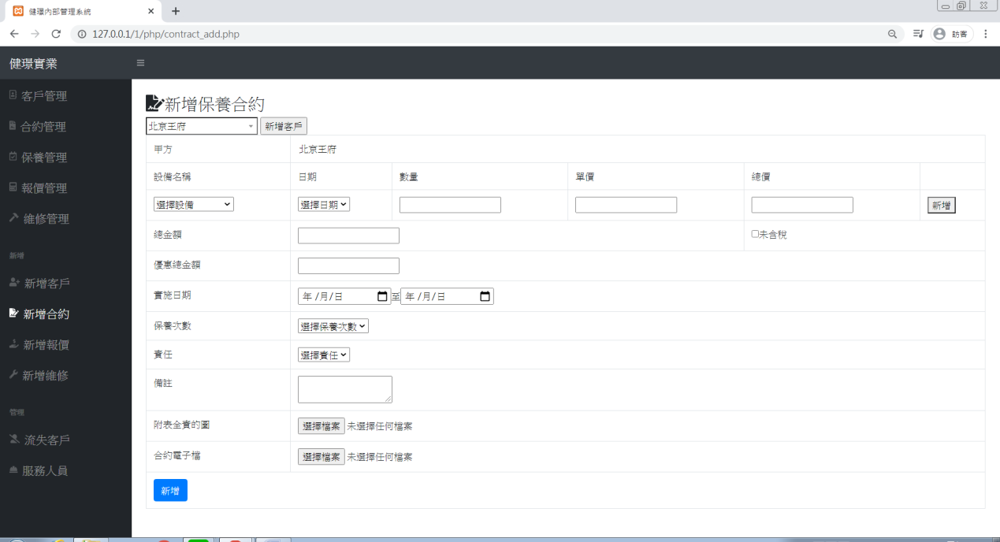 健璟內部管理系統
127.0.0.1/1/php/contract_add.php
訪客
健璟實業
客戶管理
合約管理
保養管理
報價管理
維修管理
新增
新增客戶
新增合約
新增報價
新增維修
管理
流失客戶
服務人員
新增保養合約
北京王府 新增客戶
甲方 北京王府
設備名稱 日期 數量 單價 總價
選擇設備 選擇日期 新增
總金額 未含稅
優惠總金額
實施日期 年 /月/日 至 年 /月/日
保養次數 選擇保養次數
責任 選擇責任
備註
附表全責的圖 選擇檔案 未選擇任何檔案
合約電子檔 選擇檔案 未選擇任何檔案
新增